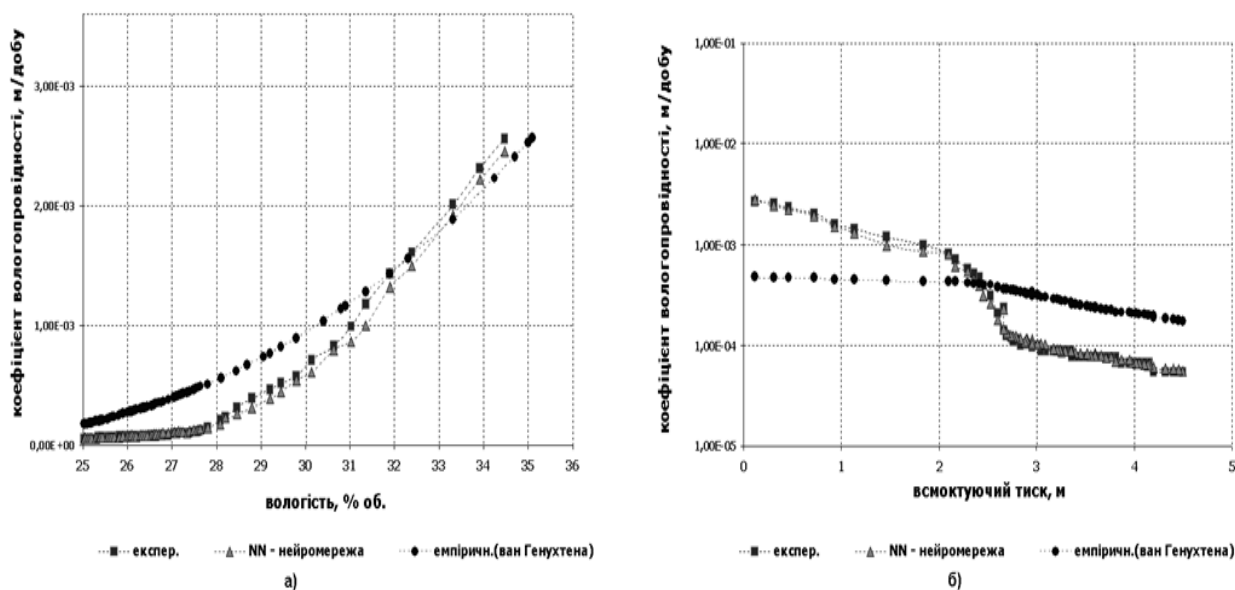 коефіцієнт вологопровідності, м/добу
3,00E-03
2,00E-03
1,00E-03
0,00E+00
25 26 27 28 29 30 31 32 33 34 35 36
вологість, % об.
експер. NN - нейромережа емпіричн.(ван Генухтена)
а)
коефіцієнт вологопровідності, м/добу
1,00E-01
1,00E-02
1,00E-03
1,00E-04
1,00E-05
0 1 2 3 4 5
всмоктуючий тиск, м
експер. NN - нейромережа емпіричн.(ван Генухтена)
б)